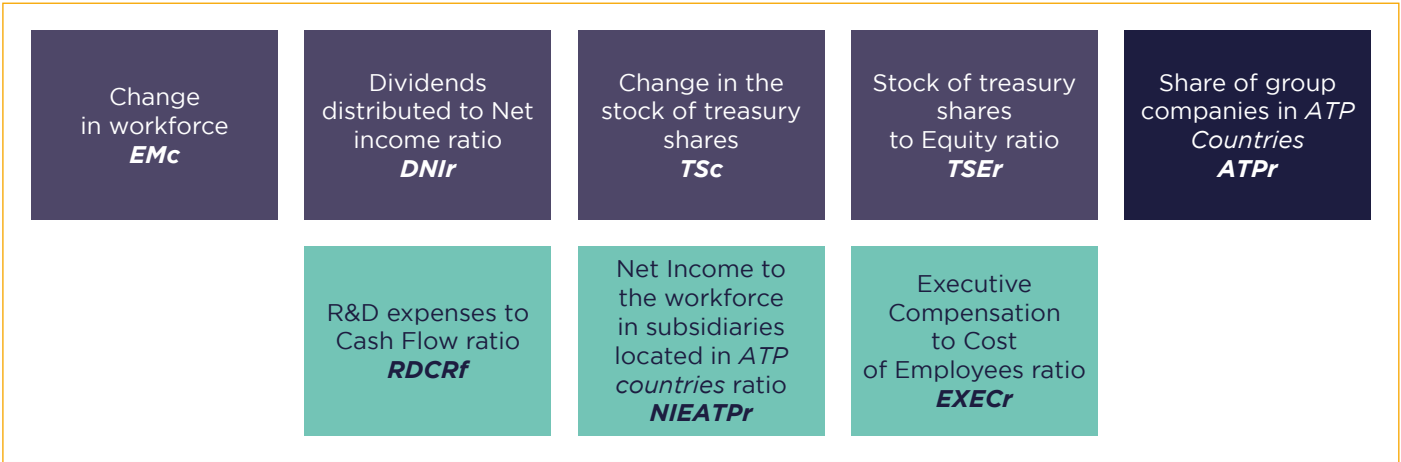 Change
in workforce
EMc
Dividends
distributed to Net
income ratio
DNIr
Change in the
stock of treasury
shares
TSc
Stock of treasury
shares
to Equity ratio
TSEr
Share of group
companies in ATP
Countries
ATPr
R&D expenses to
Cash Flow ratio
RDCRf
Net Income to
the workforce
in subsidiaries
located in ATP
countries ratio
NIEATPr
Executive
Compensation
to Cost
of Employees ratio
EXECr